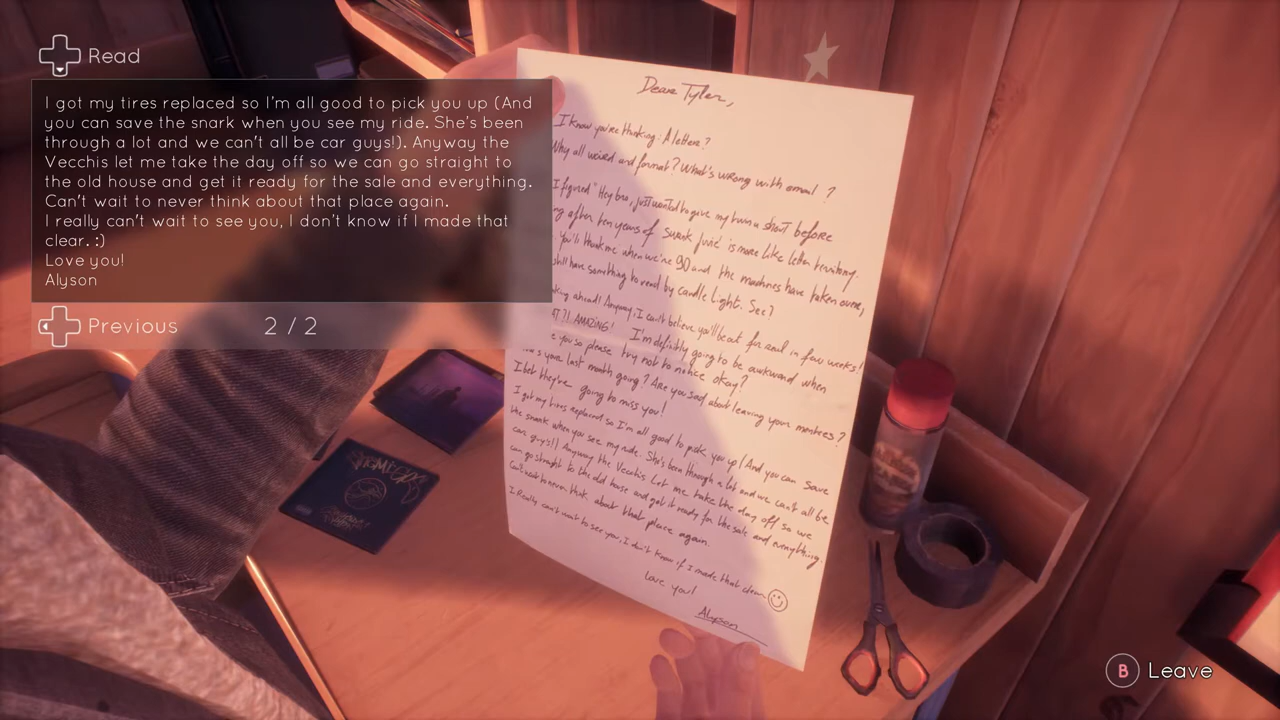 Read
I got my tires replaced so I'm all good to pick you up (And
you can save the snark when you see my ride. She's been
through a lot and we can't all be car guys!). Anyway the
Vecchis let me take the day off so we can go straight to
the old house and get it ready for the sale and everything.
Can't wait to never think about that place again.
I really can't wait to see you, I don't know if I made that
clear. :)
Love you!
Alyson
Previous 2 / 2
Dear Tyler,
I know you're thinking: A letter?
Why all weird and formal? What's wrong with email ?
I figured "Hey bro, just wanted to give my burn a shout before
after ten years of swank juvie" is more like letter territory.
You'll thank me when we're 90 and the machines have taken over,
still have something to read by candle light. See?
ahead! Anyway, I can't believe you'll be out for real in few weeks!
AMAZING! I'm definitely going to be awkward when
you so please try not to notice okay?
your last month going? Are you sad about leaving your mentees?
I bet they're going to miss you!
I got my tires replaced so I'm all good to pick you up (And you can save
the snark when you see my ride. She's been through a lot and we can't all be
car guys!) Anyway the Vecchis let me take the day off so we
can go straight to the old house and get it ready for the sale and everything.
Can't wait to never think about that place again.
I really can't wait to see you, I don't know if I made that clear
love you!
Alyson
B Leave